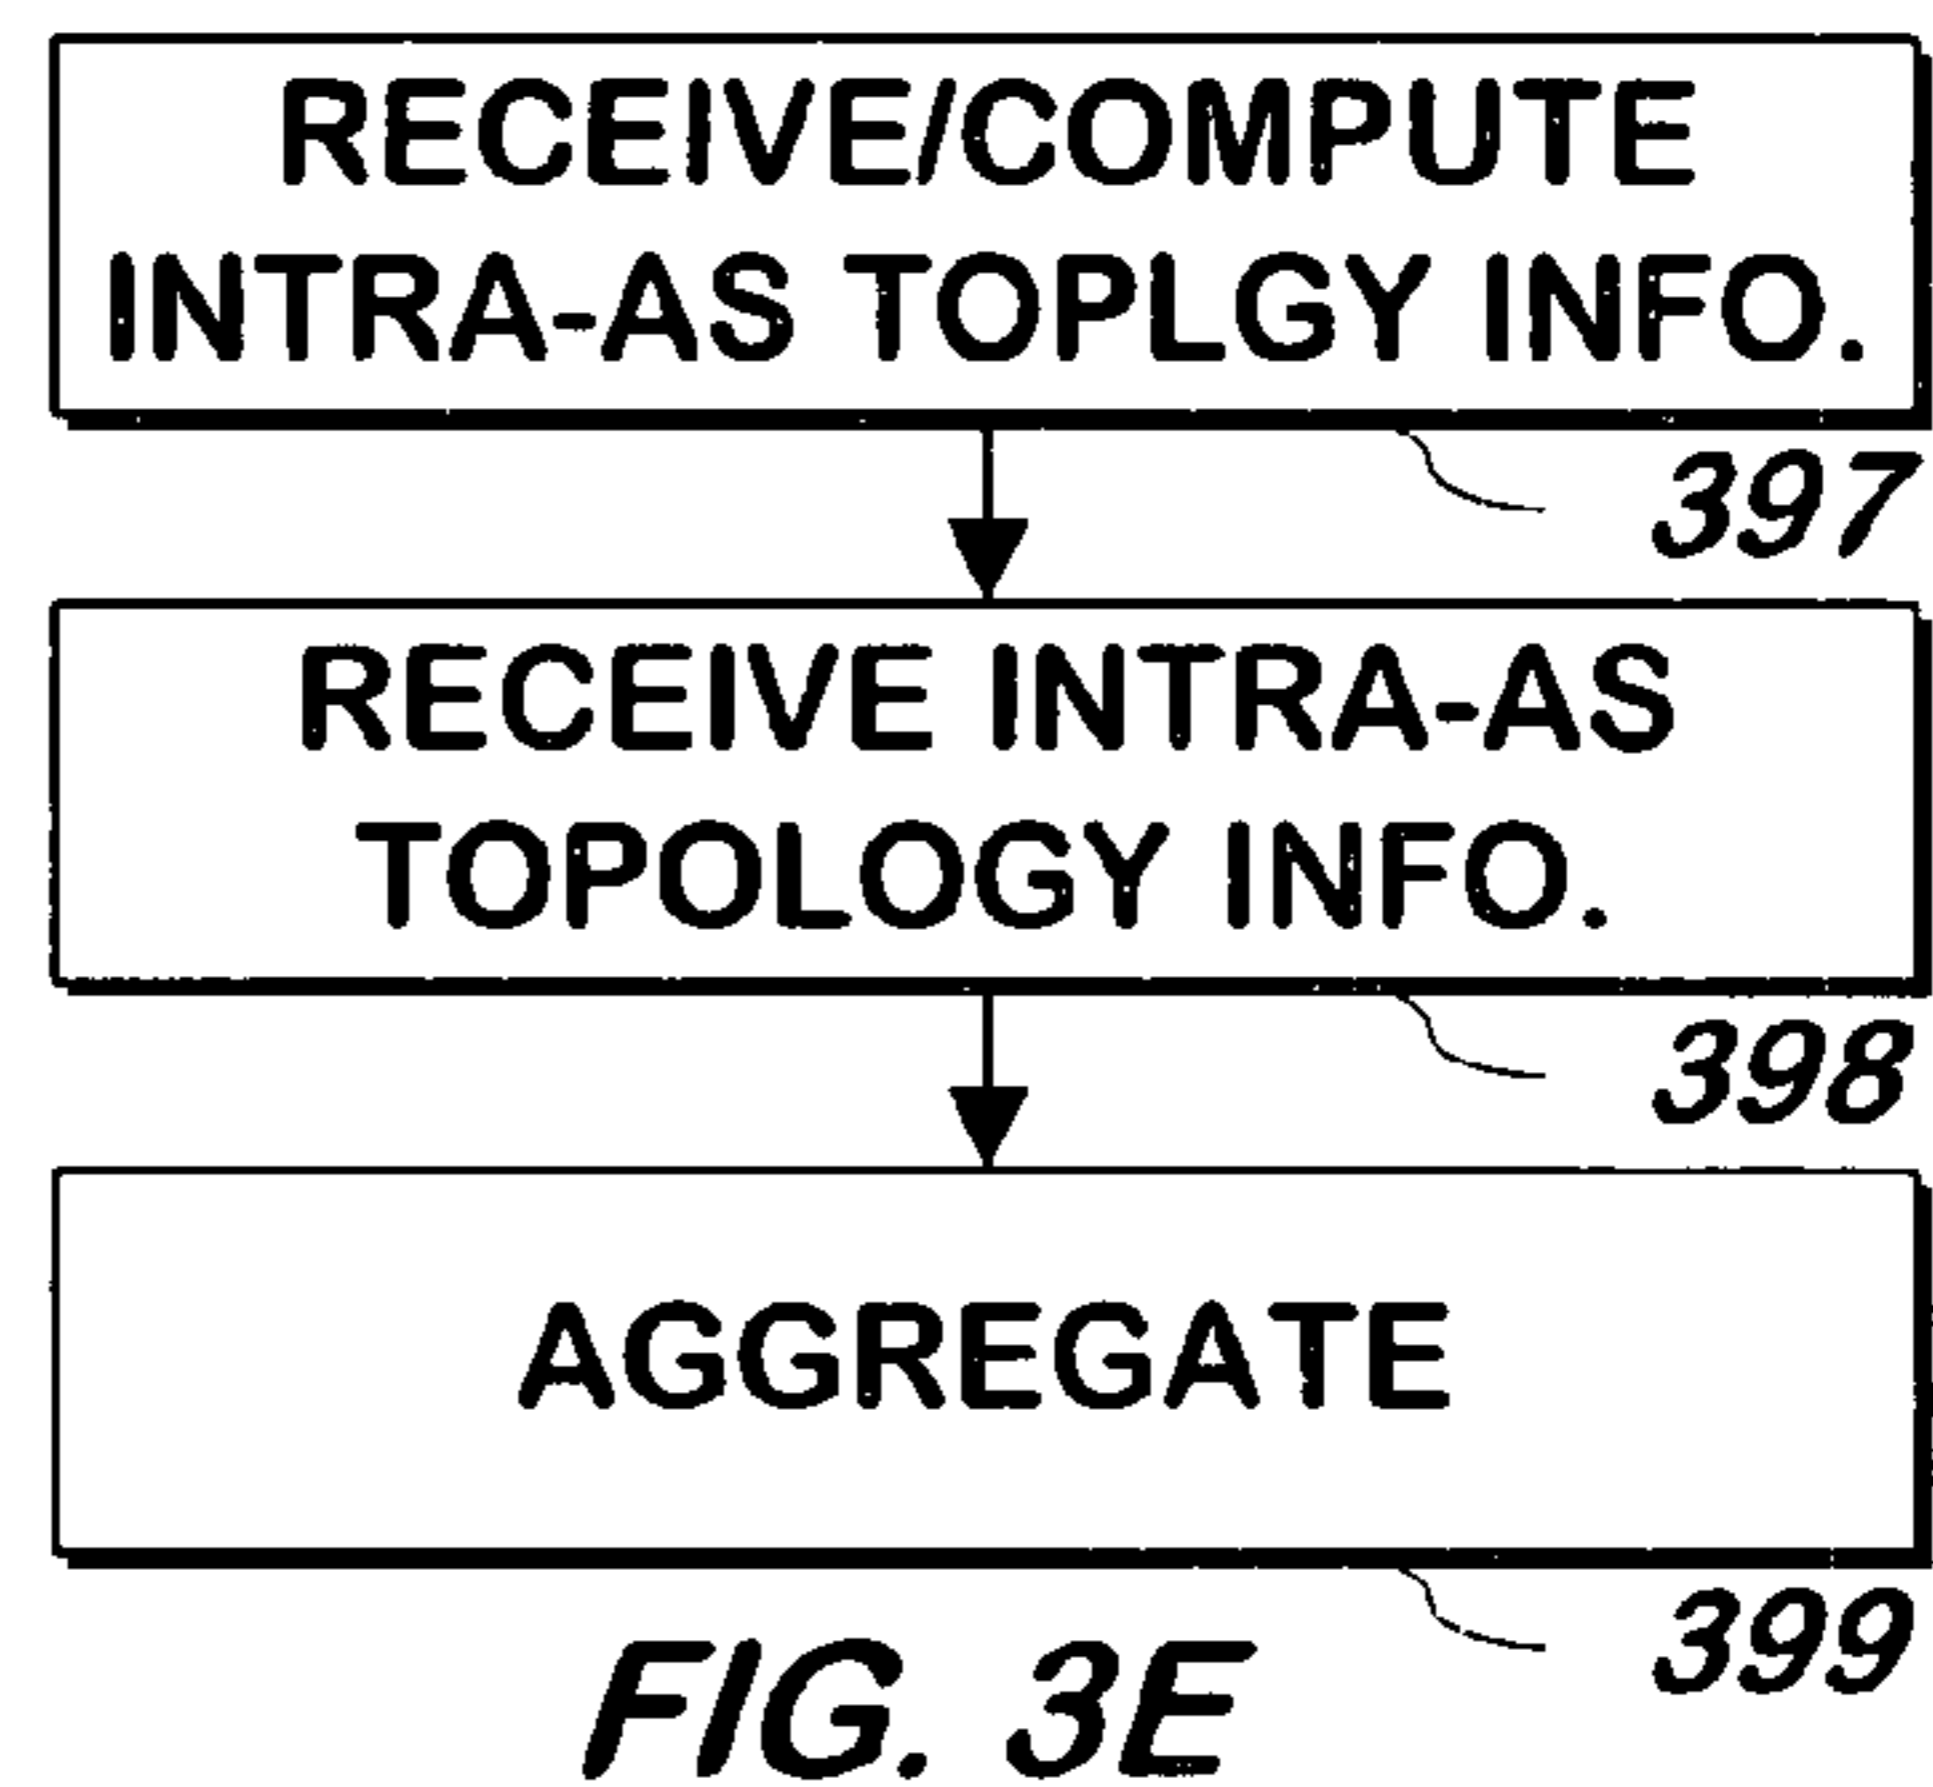 RECEIVE/COMPUTE
INTRA-AS TOPLGY INFO.
397
RECEIVE INTRA-AS
TOPOLOGY INFO.
398
AGGREGATE
399
FIG. 3E